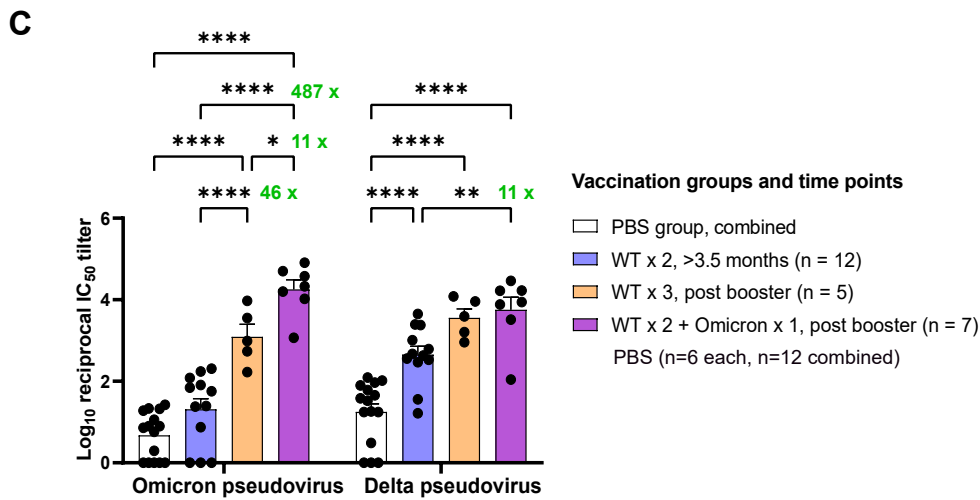 C
****
**** 487 x
****
**** * 11 x
****
**** 46 x
**** ** 11 x
Log10 reciprocal IC50 tilter
6
4
2
0
Omicron pseudovirus
Delta pseudovirus
Vaccination groups and time points
PBS group, combined
WT x 2, >3.5 months (n = 12)
WT x 3, post booster (n = 5)
WT x 2 + Omicron x 1, post booster (n = 7)
PBS (n=6 each, n=12 combined)